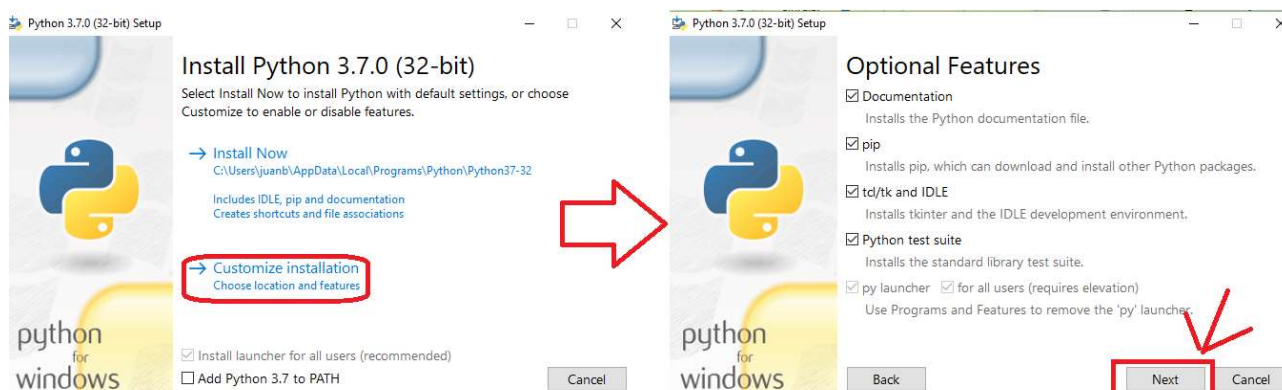 Python 3.7.0 (32-bit) Setup
Install Python 3.7.0 (32-bit)
Select Install Now to install Python with default settings, or choose
Customize to enable or disable features.
Install Now
C:\Users\juanb\AppData\Local\Programs\Python\Python37-32
Includes IDLE, pip and documentation
Creates shortcuts and file associations
Customize installation
Choose location and features
Install launcher for all users (recommended)
Add Python 3.7 to PATH
Cancel
python
for
windows
Python 3.7.0 (32-bit) Setup
Optional Features
Documentation
Installs the Python documentation file.
pip
Installs pip, which can download and install other Python packages.
tcl/tk and IDLE
Installs tkinter and the IDLE development environment.
Python test suite
Installs the standard library test suite.
py launcher for all users (requires elevation)
Use Programs and Features to remove the 'py' launcher.
Back Next Cancel
python
for
windows